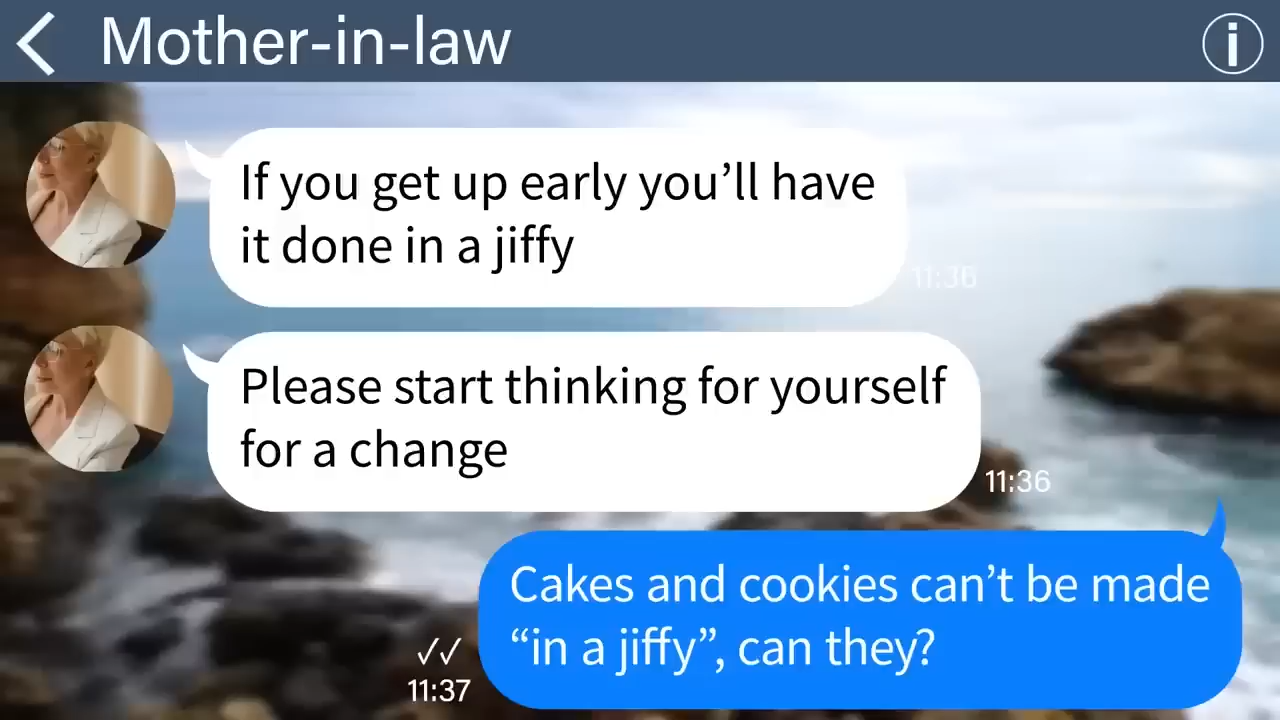 Mother-in-law
i
If you get up early you’ll have
it done in a jiffy
11:36
Please start thinking for yourself
for a change
11:36
Cakes and cookies can’t be made
“in a jiffy”, can they?
11:37